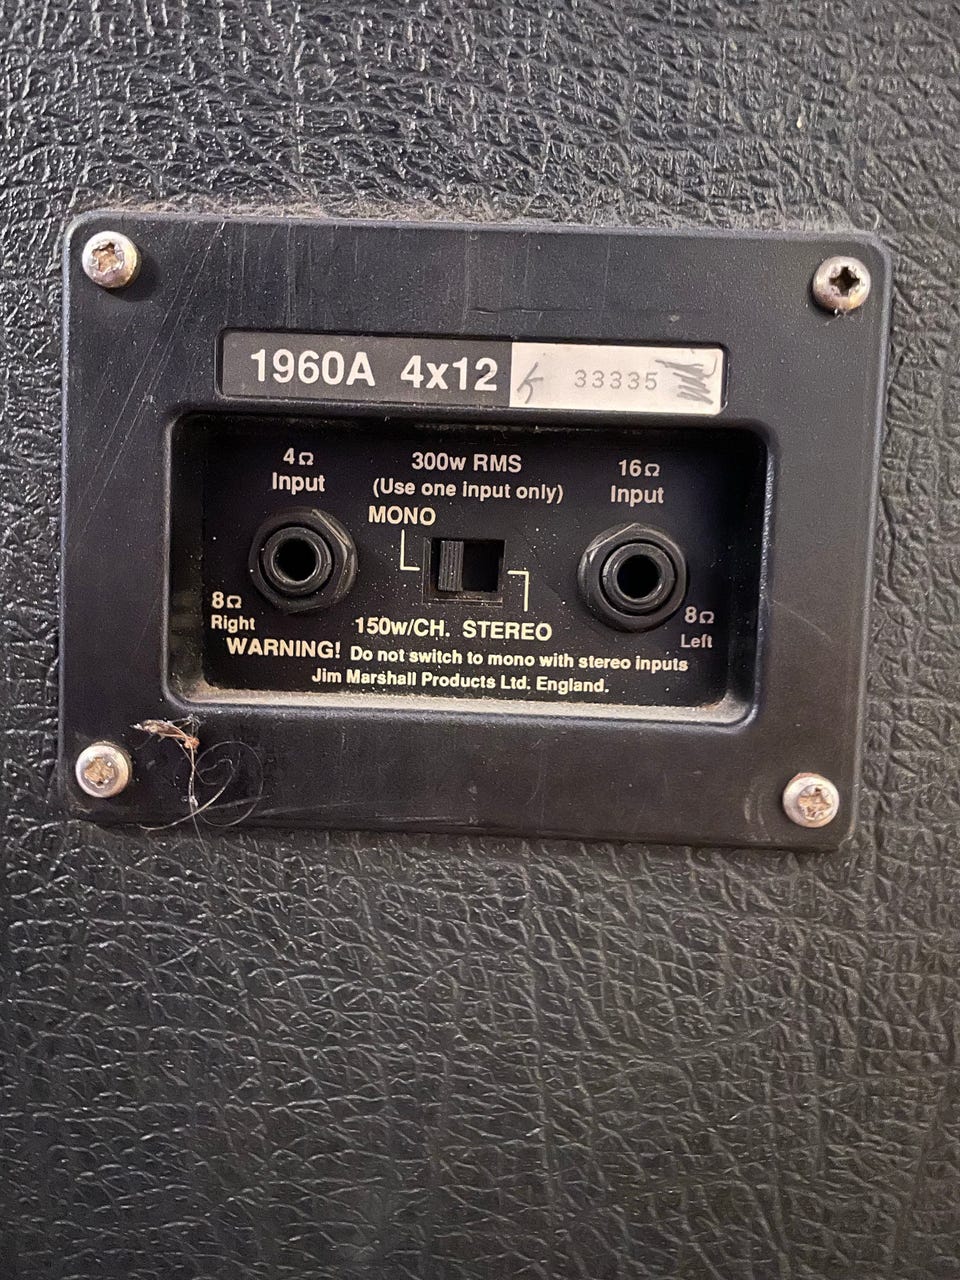 1960A 4x12 33335
4Ω
Input
300w RMS
(Use one input only)
MONO
16Ω
Input
8Ω
Right
150w/CH. STEREO
8Ω
Left
WARNING! Do not switch to mono with stereo inputs
Jim Marshall Products Ltd. England.